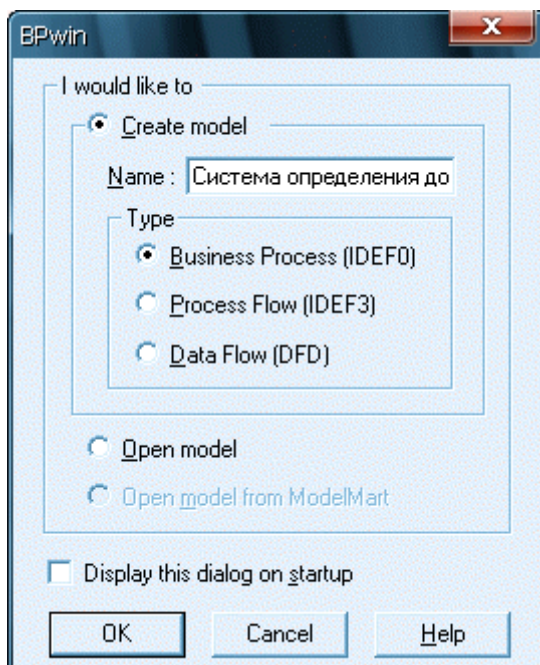 BPwin
I would like to
Create model
Name : Система определения до
Type
Business Process (IDEF0)
Process Flow (IDEF3)
Data Flow (DFD)
Open model
Open model from ModelMart
Display this dialog on startup
OK Cancel Help